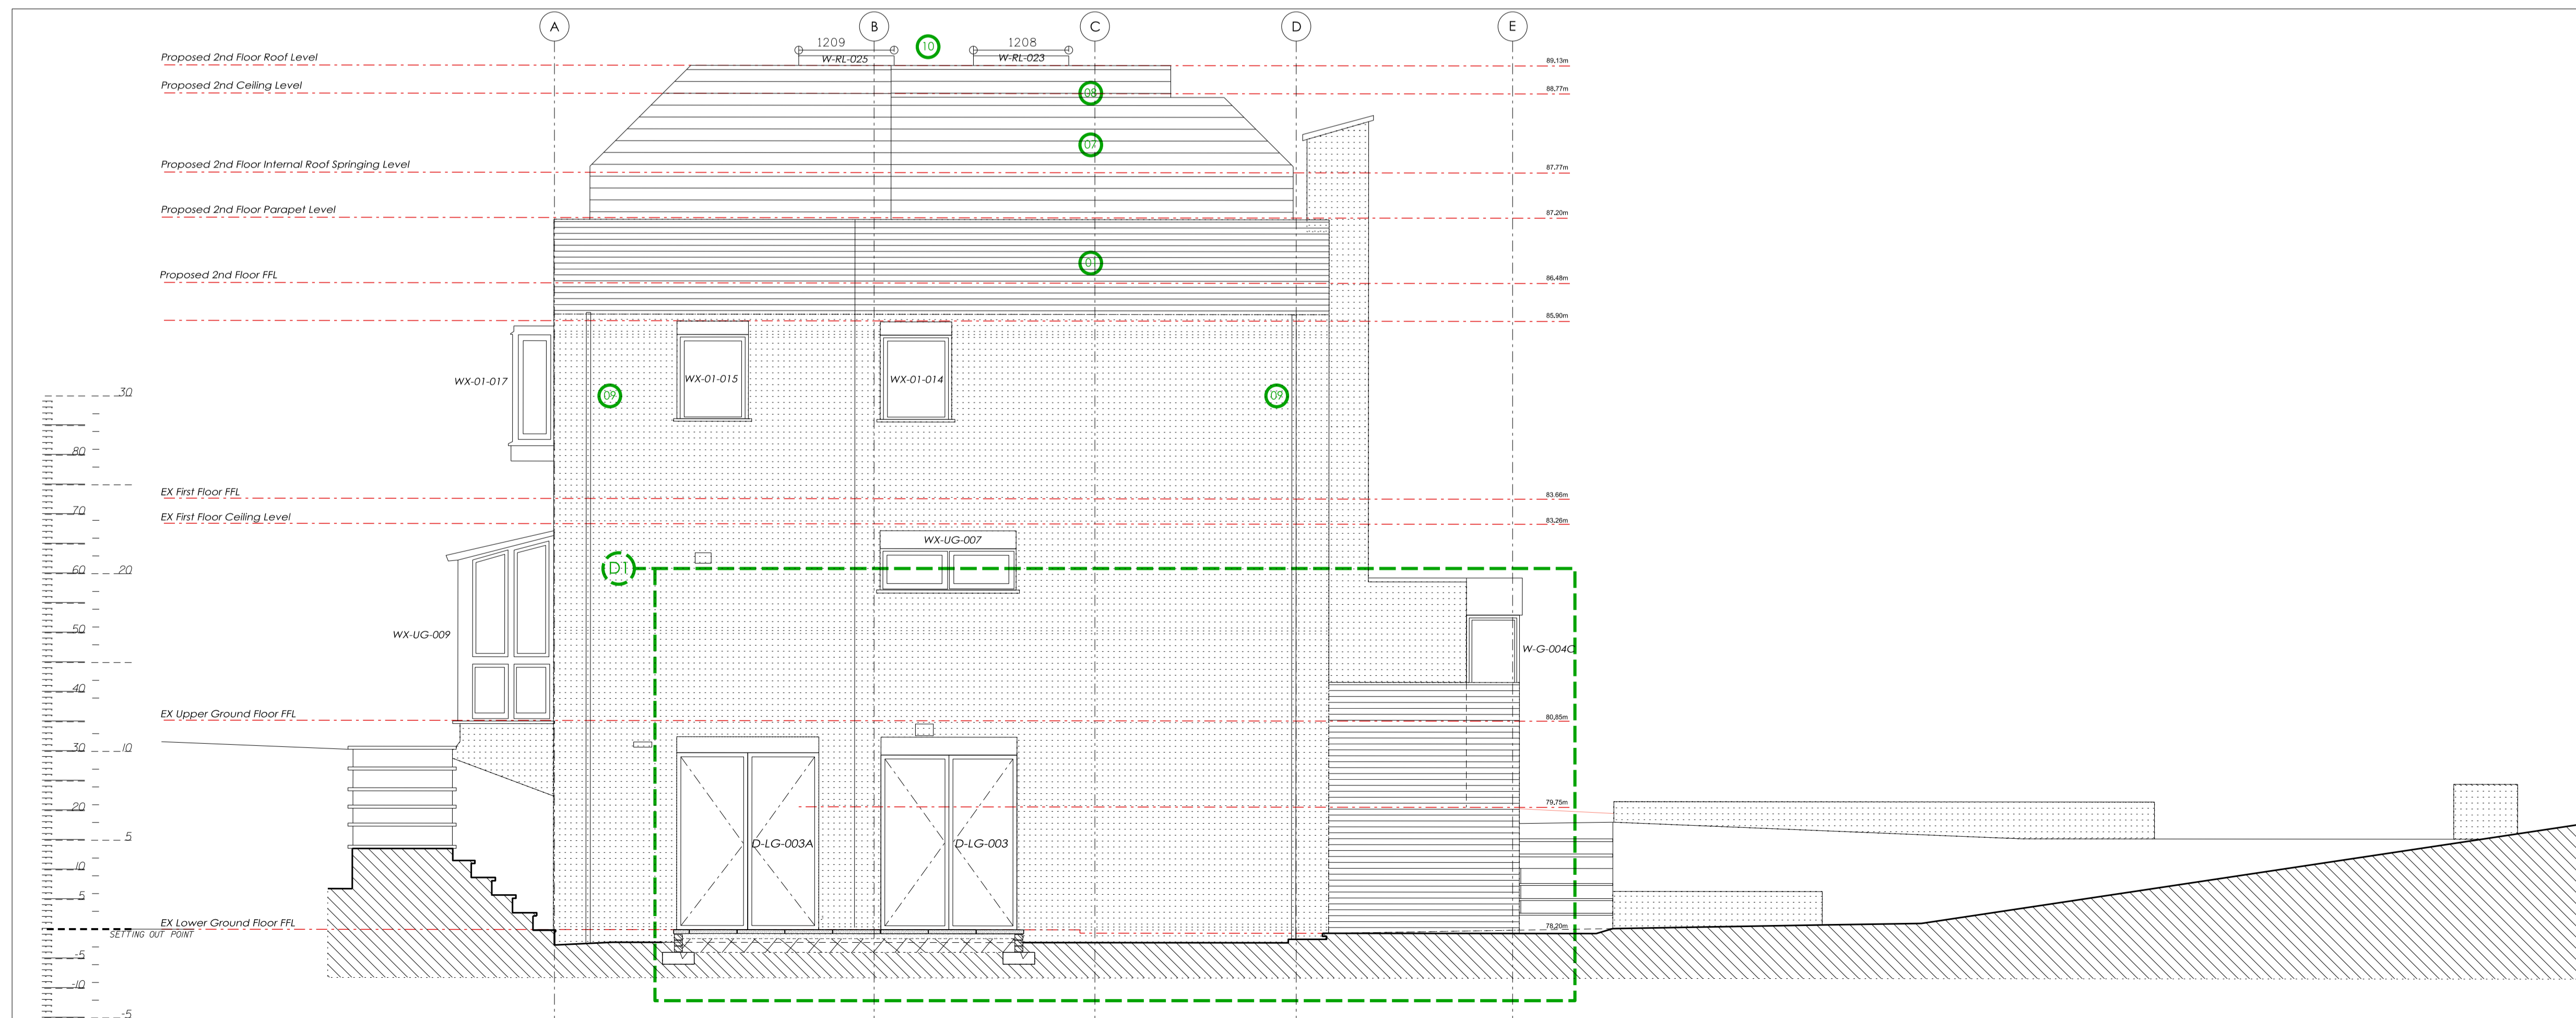 A
B
C
D
E
1209
10
1208
Proposed 2nd Floor Roof Level
W-RL-025
W-RL-023
89,13m
Proposed 2nd Ceiling Level
08
88,77m
07
Proposed 2nd Floor Internal Roof Springing Level
87,77m
Proposed 2nd Floor Parapet Level
87,20m
01
Proposed 2nd Floor FFL
86,48m
85,90m
WX-01-017
WX-01-015
WX-01-014
30
09
09
80
EX First Floor FFL
83.66m
70
EX First Floor Ceiling Level
83,26m
WX-UG-007
60
20
D1
50
WX-UG-009
W-G-004C
40
EX Upper Ground Floor FFL
80,85m
30
10
20
79,75m
5
D-LG-003A
D-LG-003
10
5
EX Lower Ground Floor FFL
78,20m
SETTING OUT POINT
-5
-10
-5